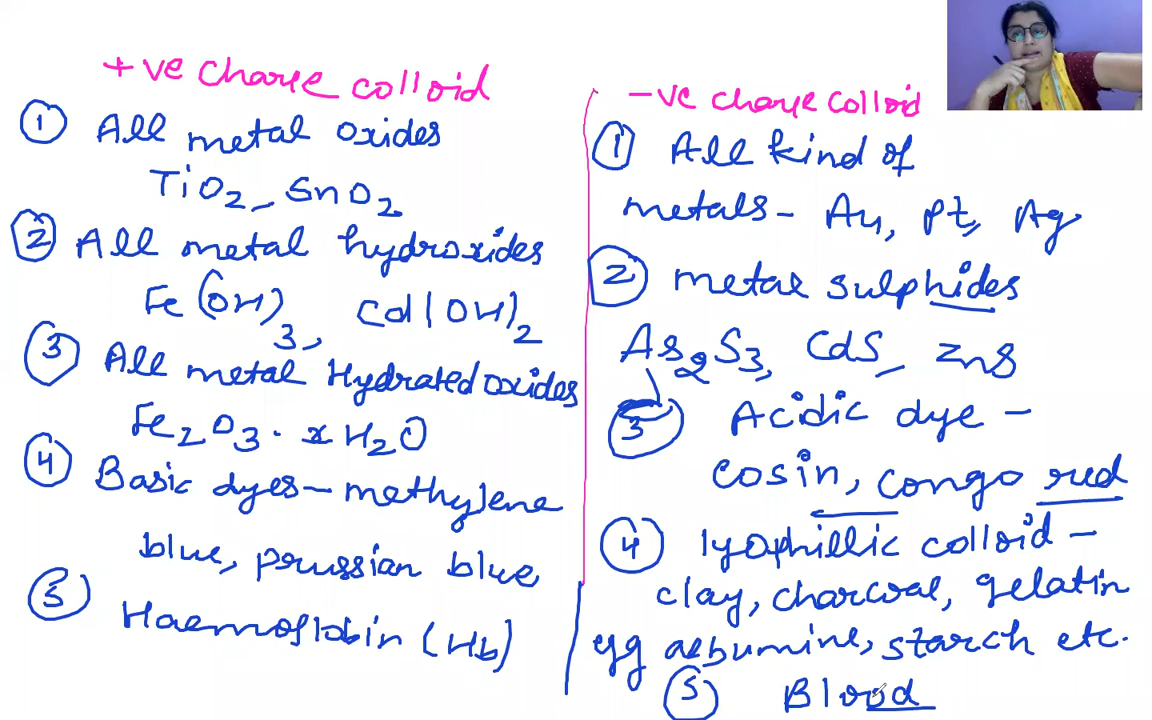 +ve Charge colloid
① All metal oxides
TiO2, SnO2
② All metal hydroxides
Fe(OH)3, Cd(OH)2
③ All metal Hydrated oxides
Fe2O3 · xH2O
④ Basic dyes - methylene
blue, prussian blue
⑤ Haemoglobin (Hb)
-ve charge colloid
① All kind of
metals - Au, Pt, Ag
② metal sulphides
As2S3, CdS, ZnS
③ Acidic dye -
eosin, congo red
④ lyophillic colloid -
clay, charcoal, gelatin
egg albumine, starch etc.
⑤ Blood